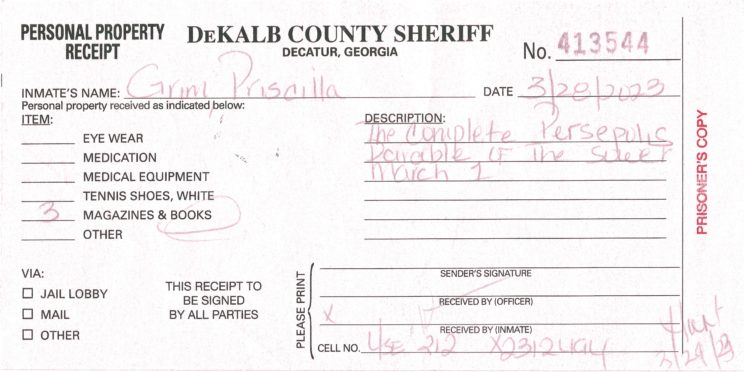 PERSONAL PROPERTY RECEIPT
DEKALB COUNTY SHERIFF
DECATUR, GEORGIA
No. 413544
INMATE'S NAME: Grim, Priscilla DATE 3/28/2023
Personal property received as indicated below:
ITEM:
EYE WEAR
MEDICATION
MEDICAL EQUIPMENT
TENNIS SHOES, WHITE
3 MAGAZINES & BOOKS
OTHER
DESCRIPTION:
The Complete Persepolis
Parable of The Sower
March 1
VIA:
☐ JAIL LOBBY
☐ MAIL
☐ OTHER
THIS RECEIPT TO
BE SIGNED
BY ALL PARTIES
PLEASE PRINT
SENDER'S SIGNATURE
RECEIVED BY (OFFICER)
X
RECEIVED BY (INMATE)
CELL NO. 4SE 212 X2312494
3/29/23
PRISONER'S COPY